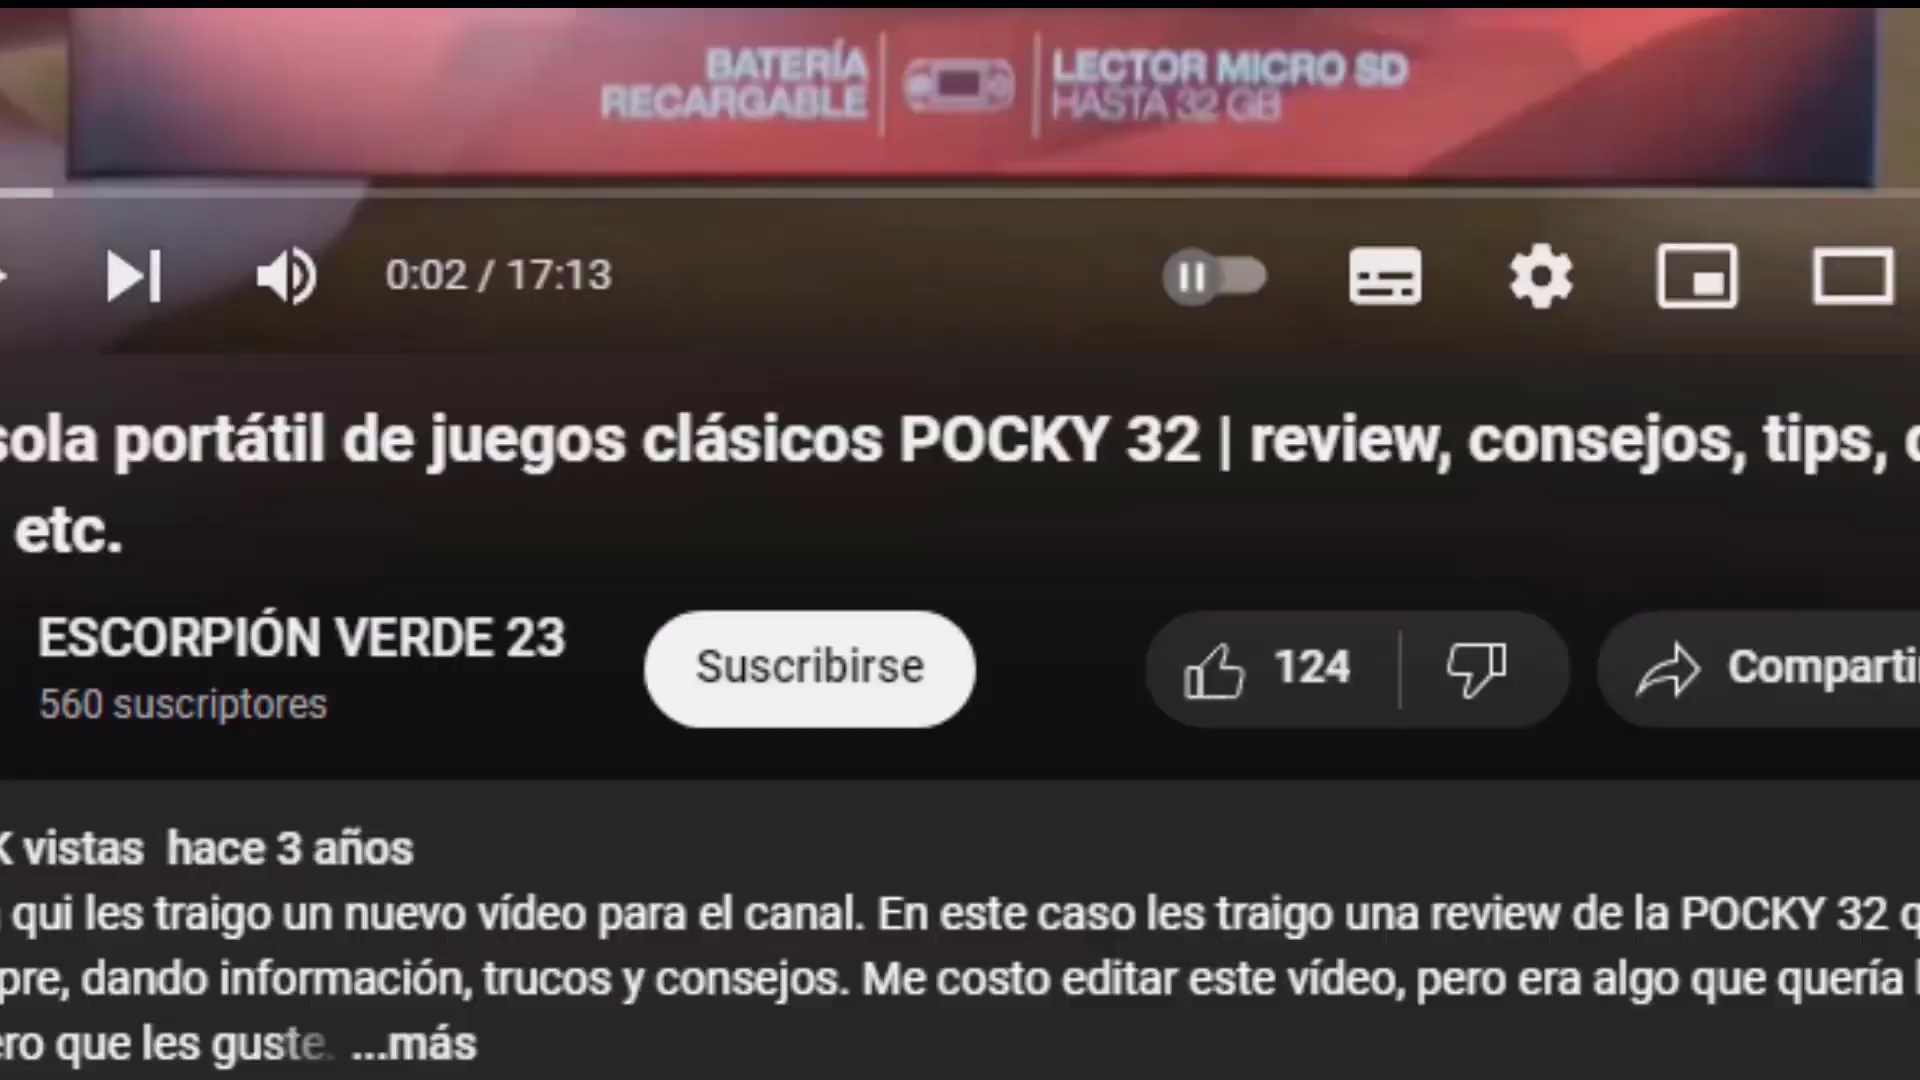 BATERÍA
RECARGABLE
LECTOR MICRO SD
HASTA 32 GB
0:02 / 17:13
sola portátil de juegos clásicos POCKY 32 | review, consejos, tips,
etc.
ESCORPIÓN VERDE 23
560 suscriptores
Suscribirse
124
Comparti
K vistas hace 3 años
qui les traigo un nuevo vídeo para el canal. En este caso les traigo una review de la POCKY 32 q
pre, dando información, trucos y consejos. Me costo editar este vídeo, pero era algo que quería
ero que les guste. ...más